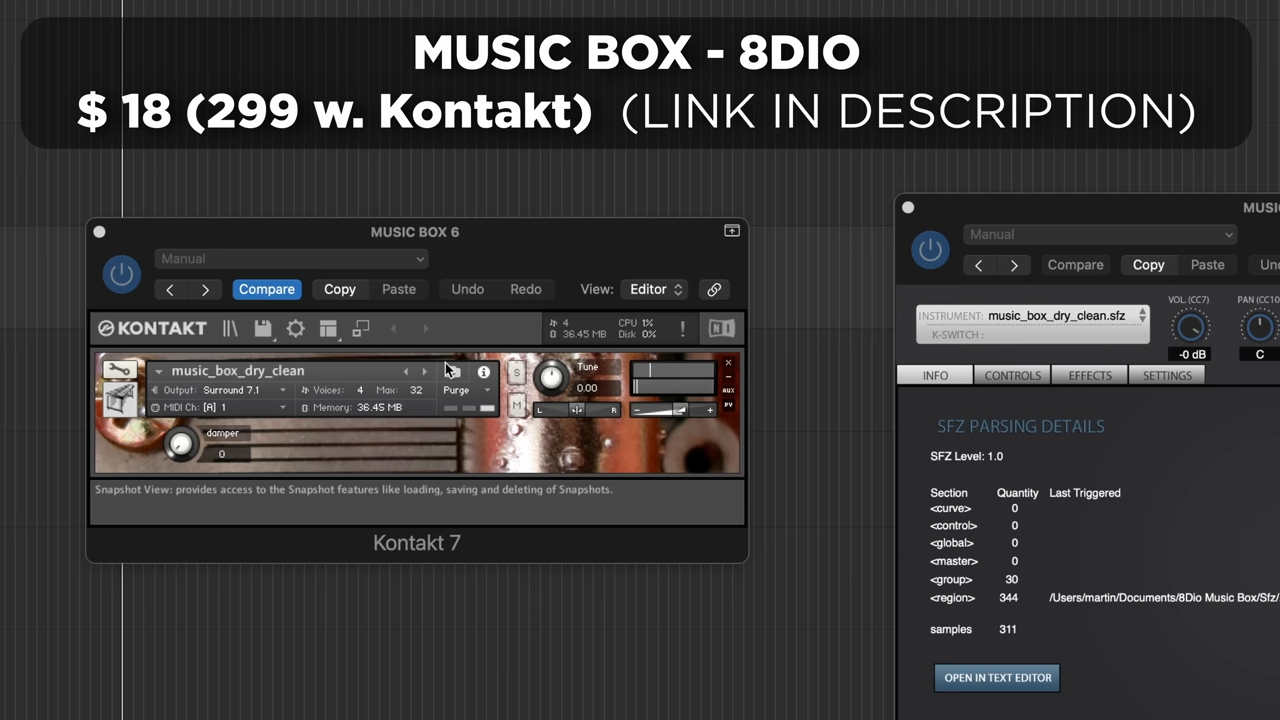 MUSIC BOX - 8DIO
$ 18 (299 w. Kontakt) (LINK IN DESCRIPTION)
MUSIC BOX 6
Manual
Compare Copy Paste Undo Redo View: Editor
KONTAKT
4 CPU 1%
36.45 MB Disk 0%
music_box_dry_clean
Output: Surround 7.1 Voices: 4 Max: 32 Purge
MIDI Ch: [A] 1 Memory: 36.45 MB
S
M
Tune
0.00
L R
AUX
PV
damper
0
Snapshot View: provides access to the Snapshot features like loading, saving and deleting of Snapshots.
Kontakt 7
MUSI
Manual
Compare Copy Paste Und
INSTRUMENT: music_box_dry_clean.sfz
K-SWITCH :
VOL. (CC7) PAN (CC10
-0 dB C
INFO CONTROLS EFFECTS SETTINGS
SFZ PARSING DETAILS
SFZ Level: 1.0
Section Quantity Last Triggered
<curve> 0
<control> 0
<global> 0
<master> 0
<group> 30
<region> 344 /Users/martin/Documents/8Dio Music Box/Sfz/
samples 311
OPEN IN TEXT EDITOR